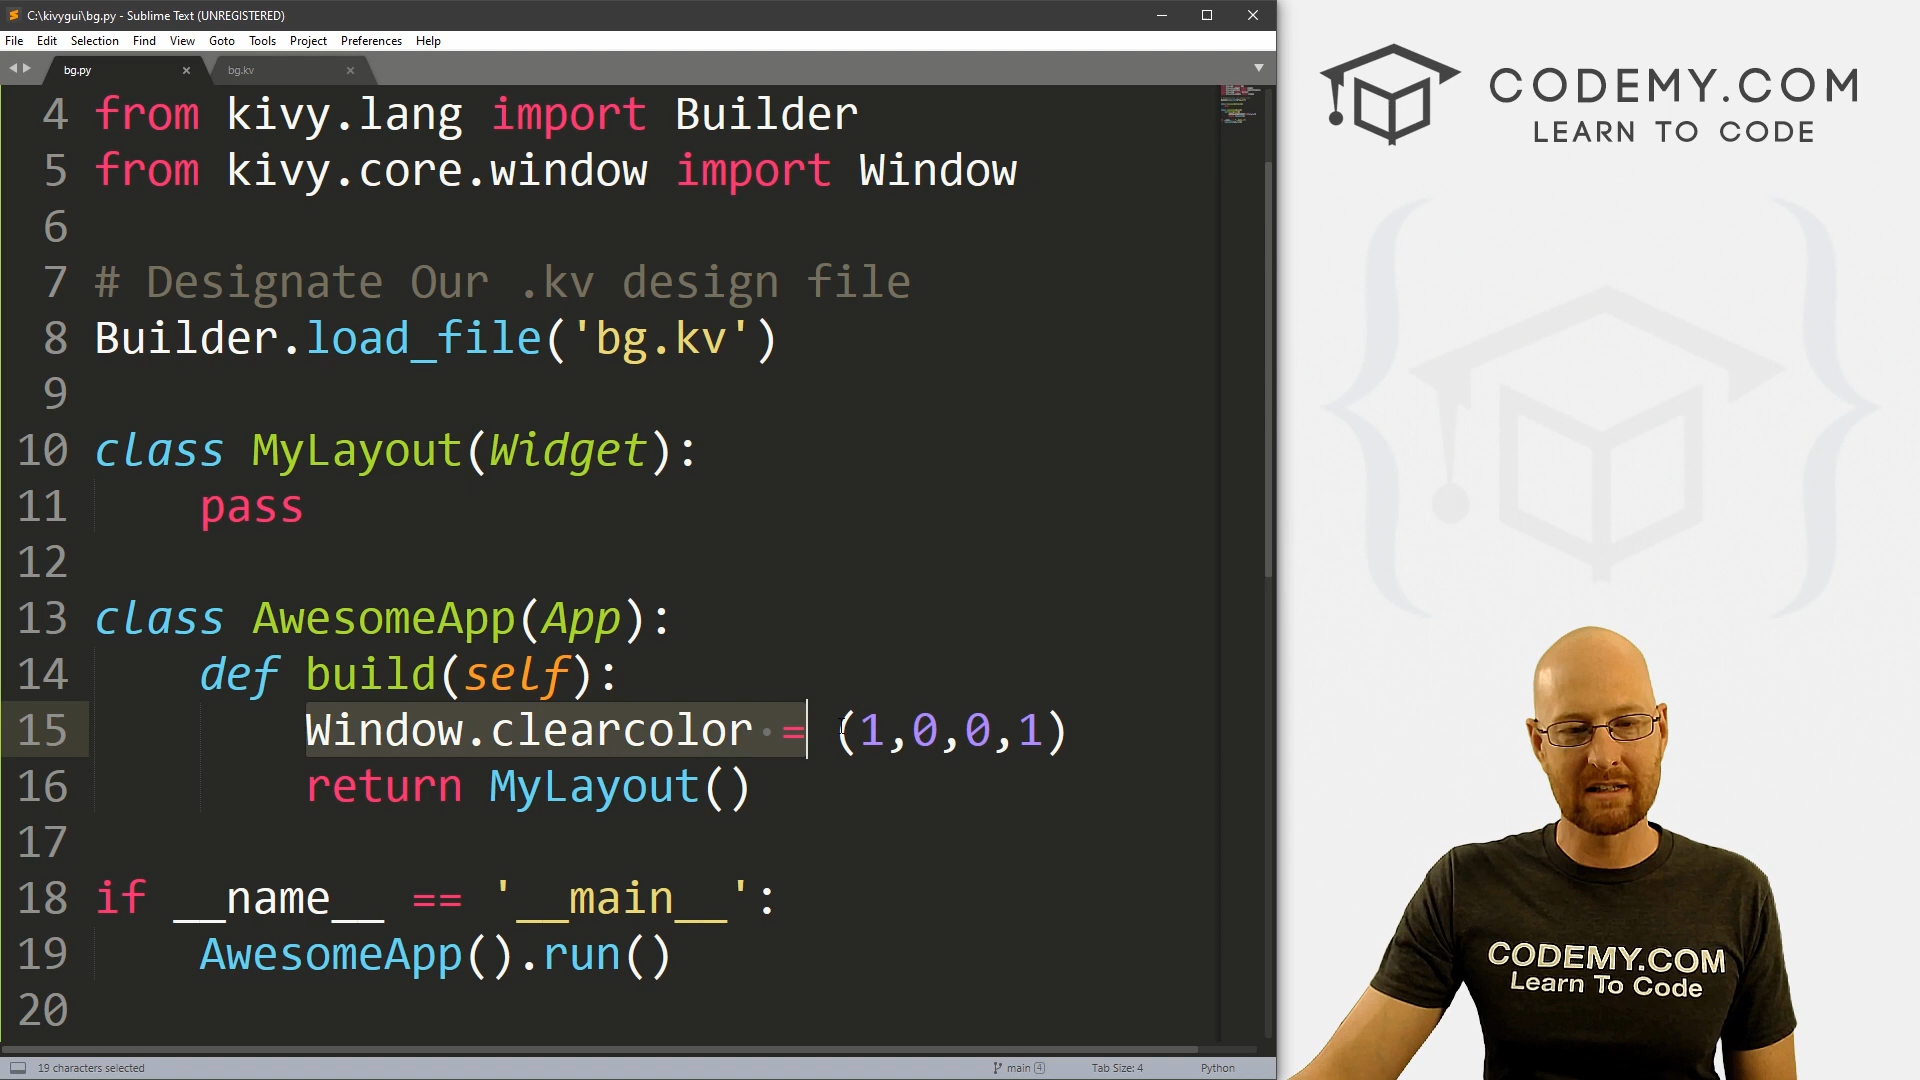 C:\kivygui\bg.py - Sublime Text (UNREGISTERED)
File Edit Selection Find View Goto Tools Project Preferences Help
bg.py
bg.kv
4 from kivy.lang import Builder
5 from kivy.core.window import Window
6
7 # Designate Our .kv design file
8 Builder.load_file('bg.kv')
9
10 class MyLayout(Widget):
11 pass
12
13 class AwesomeApp(App):
14 def build(self):
15 Window.clearcolor = (1,0,0,1)
16 return MyLayout()
17
18 if __name__ == '__main__':
19 AwesomeApp().run()
20
19 characters selected
main 4
Tab Size: 4
Python
CODEMY.COM
LEARN TO CODE
CODEMY.COM
Learn To Code